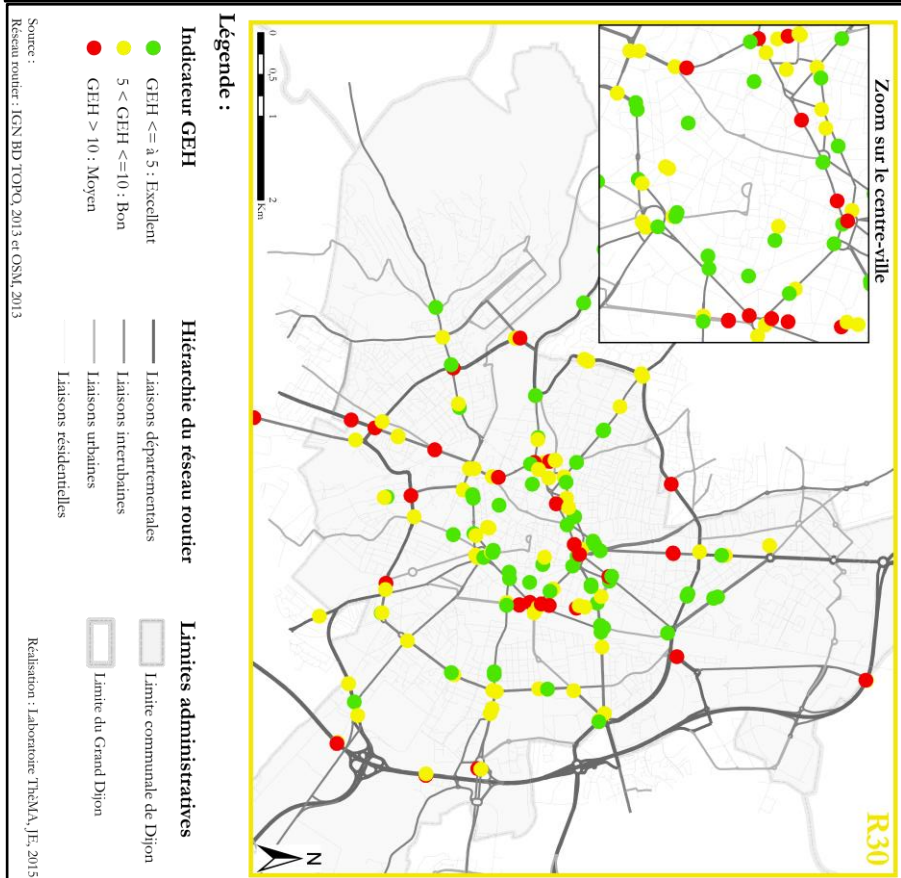 R30
Zoom sur le centre-ville
N
Légende :
0 0,5 1 2
Km
Indicateur GEH
GEH <= à 5 : Excellent
5 < GEH <=10 : Bon
GEH > 10 : Moyen
Hiérarchie du réseau routier
Liaisons départementales
Liaisons interubaines
Liaisons urbaines
Liaisons résidentielles
Limites administratives
Limite communale de Dijon
Limite du Grand Dijon
Source :
Réseau routier : IGN BD TOPO, 2013 et OSM, 2013
Réalisation : Laboratoire ThéMA, JE, 2015